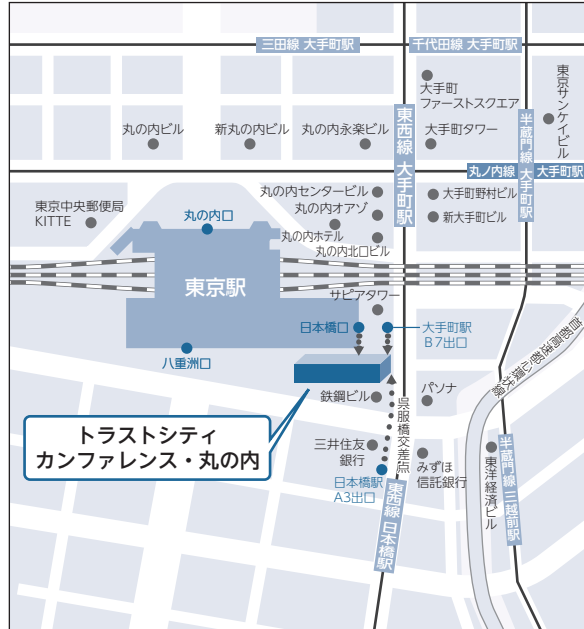 三田線 大手町駅
千代田線 大手町駅
大手町
ファーストスクエア
東京サンケイビル
丸の内ビル
新丸の内ビル
丸の内永楽ビル
東西線 大手町駅
大手町タワー
半蔵門線 大手町駅
丸ノ内線 大手町駅
丸の内センタービル
大手町野村ビル
東京中央郵便局
KITTE
丸の内口
丸の内オアゾ
新大手町ビル
丸の内ホテル
丸の内北口ビル
東京駅
サピアタワー
日本橋口
大手町駅
B7出口
首都高速都心環状線
八重洲口
鉄鋼ビル
パソナ
呉服橋交差点
トラストシティ
カンファレンス・丸の内
三井住友
銀行
みずほ
信託銀行
東洋経済ビル
半蔵門線 三越前駅
日本橋駅
A3出口
東西線 日本橋駅